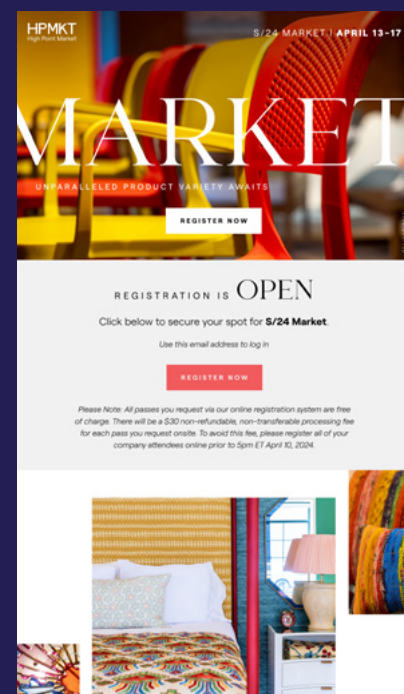 HPMKT
High Point Market
S/24 MARKET | APRIL 13-17
MARKET
UNPARALLELED PRODUCT VARIETY AWAITS
REGISTER NOW
REGISTRATION IS OPEN
Click below to secure your spot for S/24 Market.
Use this email address to log in
REGISTER NOW
Please Note: All passes you request via our online registration system are free
of charge. There will be a $30 non-refundable, non-transferable processing fee
for each pass you request onsite. To avoid this fee, please register all of your
company attendees online prior to 5pm ET April 10, 2024.